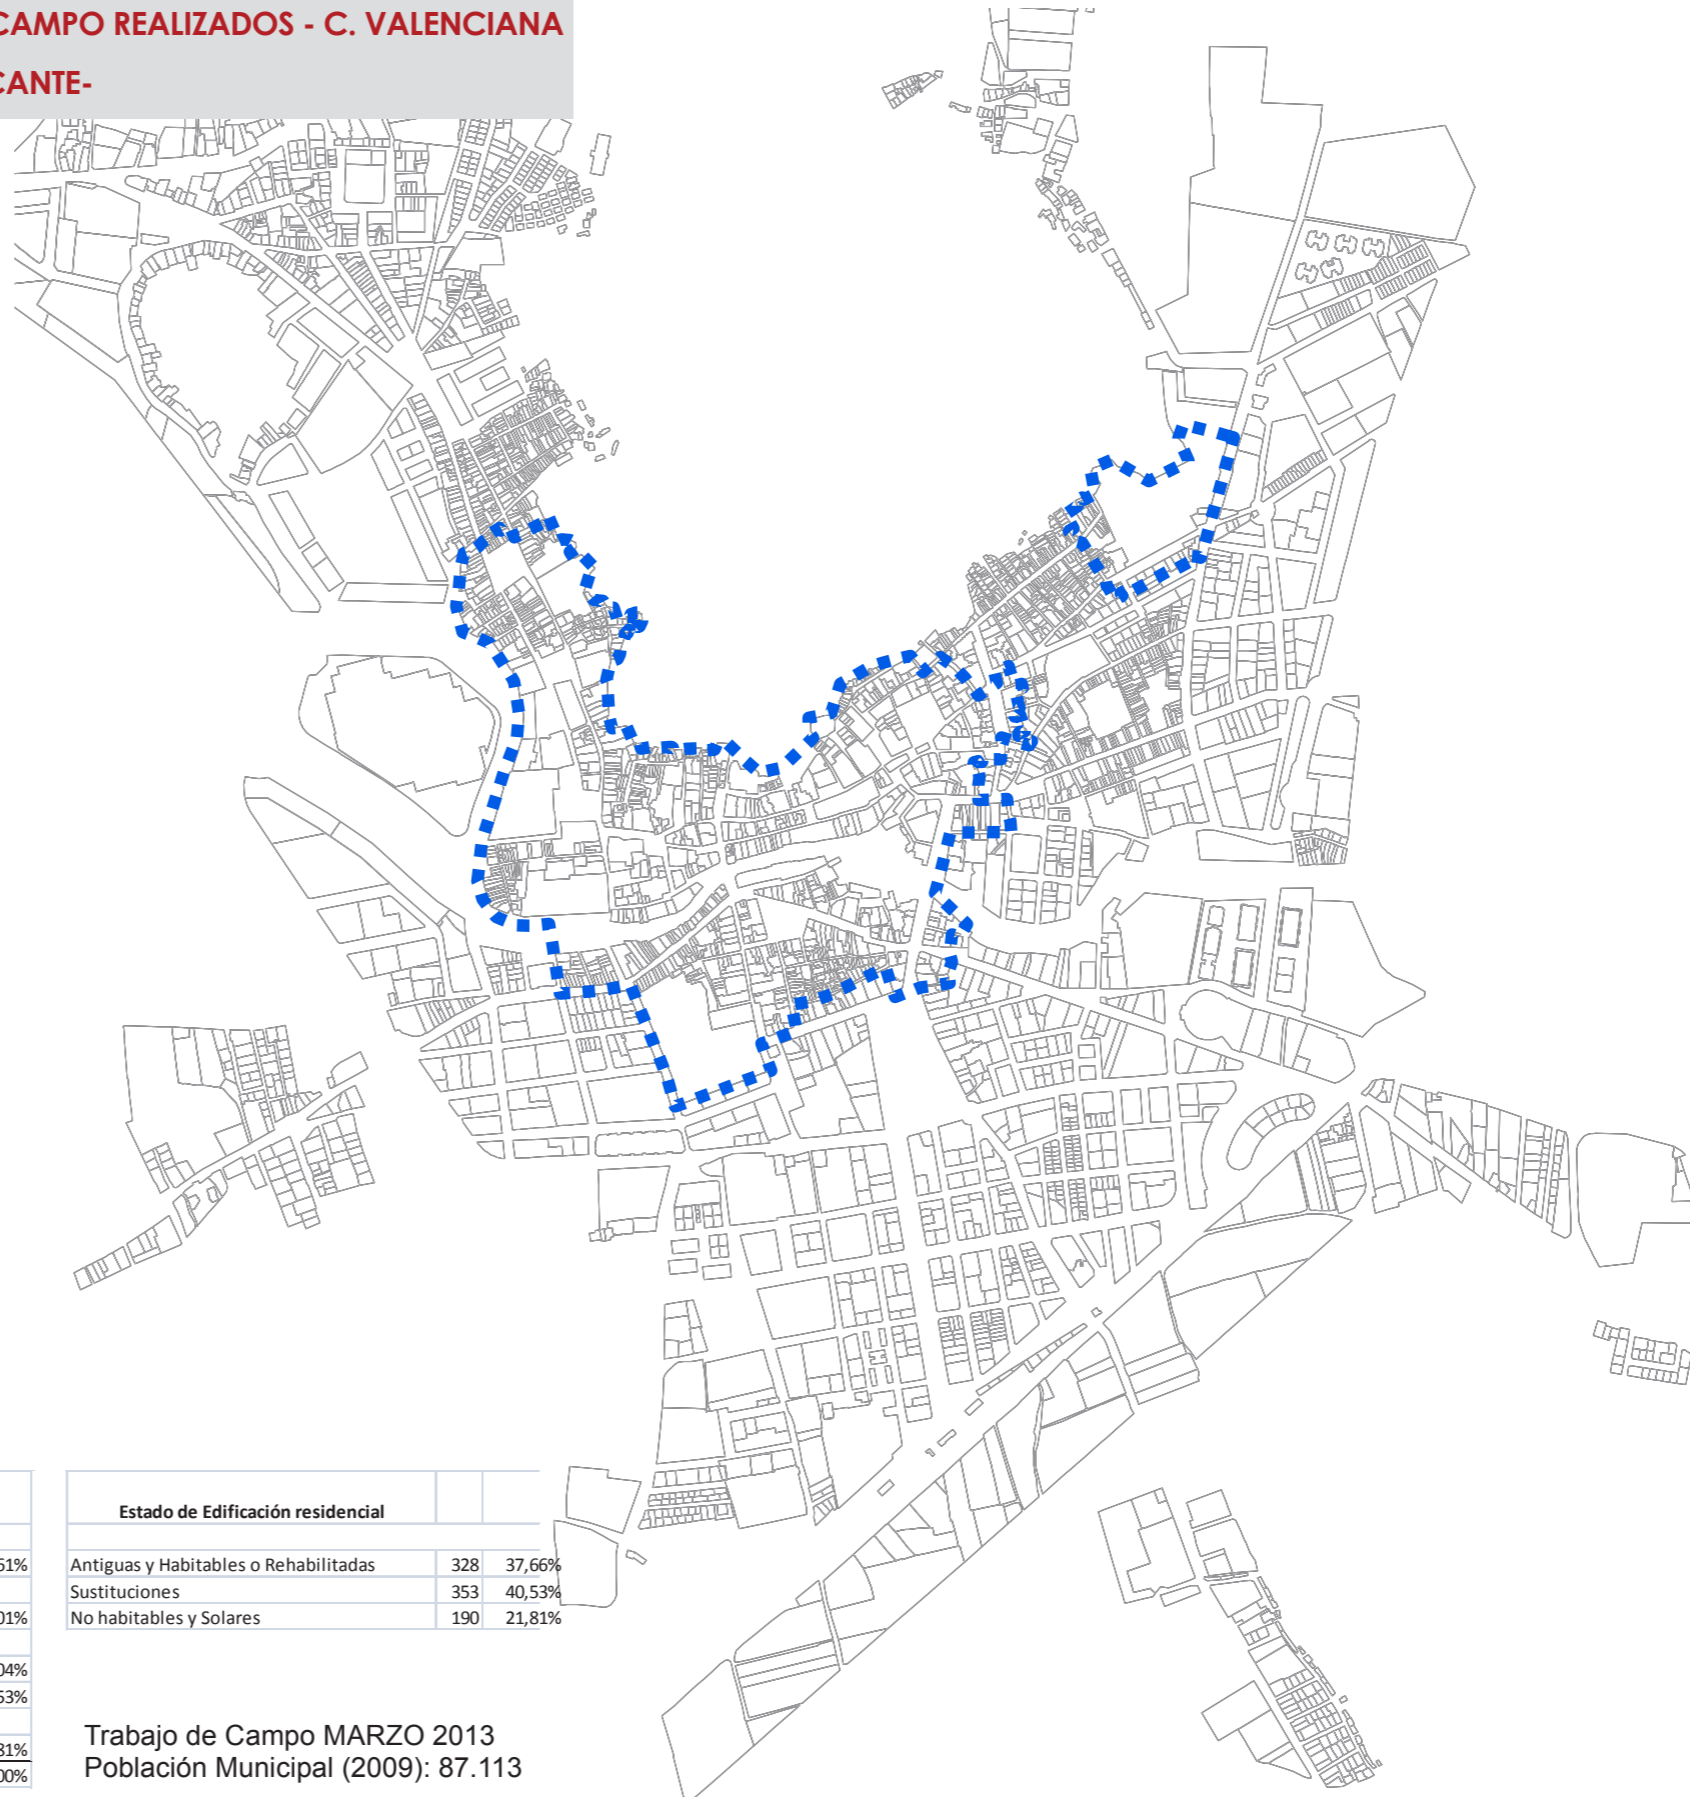 CAMPO REALIZADOS - C. VALENCIANA
CANTE-
Estado de Edificación residencial
51%
Antiguas y Habitables o Rehabilitadas 328 37,66%
Sustituciones 353 40,53%
01%
No habitables y Solares 190 21,81%
04%
53%
Trabajo de Campo MARZO 2013
81%
Población Municipal (2009): 87.113
00%